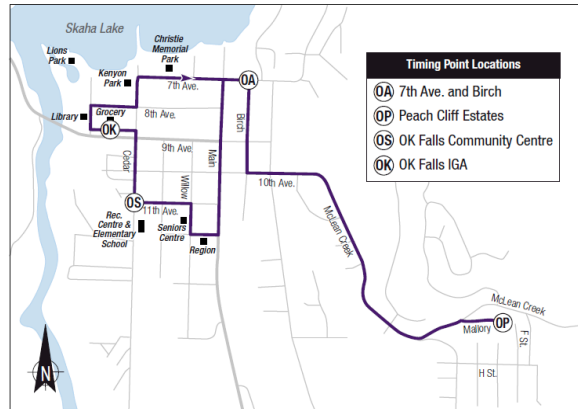 Skaha Lake
Lions
Park
Kenyon
Park
Christie
Memorial
Park
7th Ave.
OA
Library
Grocery
OK
8th Ave.
9th Ave.
Birch
Main
Cedar
Willow
10th Ave.
OS
11th Ave.
Rec.
Centre &
Elementary
School
Seniors
Centre
Region
McLean Creek
McLean Creek
Mallory
OP
F St.
H St.
N
Timing Point Locations
OA 7th Ave. and Birch
OP Peach Cliff Estates
OS OK Falls Community Centre
OK OK Falls IGA